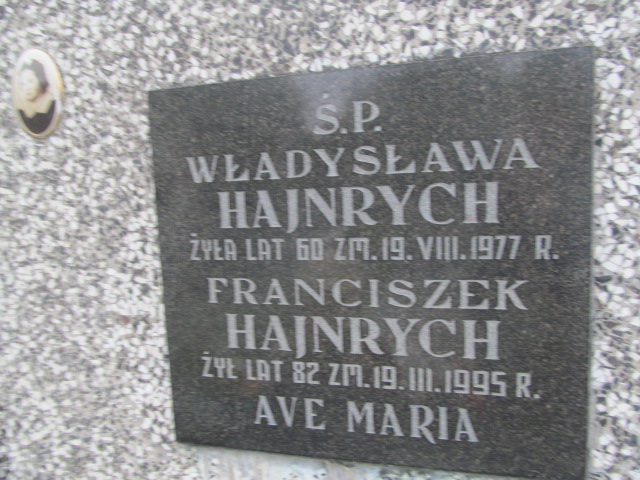 Ś.P.
WŁADYSŁAWA
HAJNRYCH
ŻYŁA LAT 60 ZM. 19. VIII. 1977 R.
FRANCISZEK
HAJNRYCH
ŻYŁ LAT 82 ZM. 19. III. 1995 R.
AVE MARIA